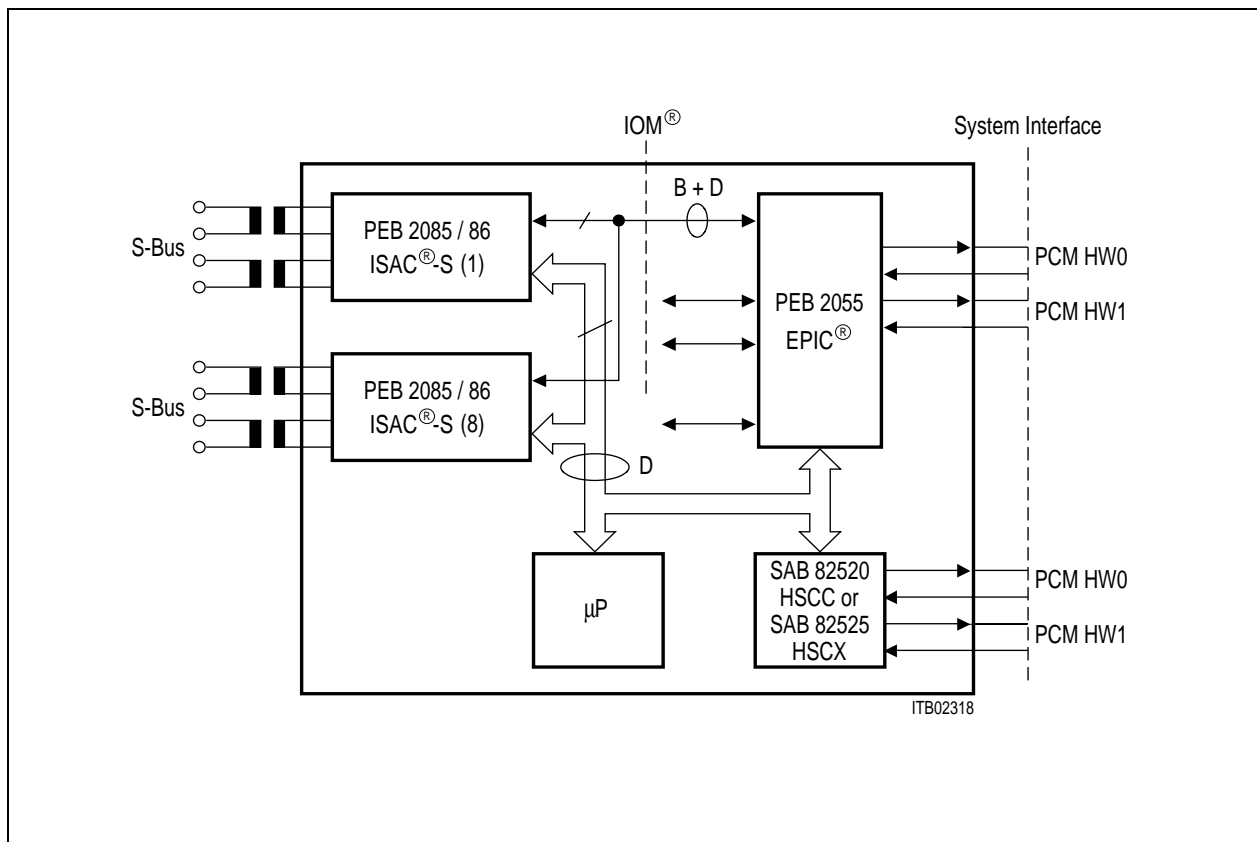 IOM®
System Interface
B + D
S-Bus
PEB 2085 / 86
ISAC®-S (1)
PEB 2055
EPIC®
PCM HW0
PCM HW1
S-Bus
PEB 2085 / 86
ISAC®-S (8)
D
µP
SAB 82520
HSCC or
SAB 82525
HSCX
PCM HW0
PCM HW1
ITB02318